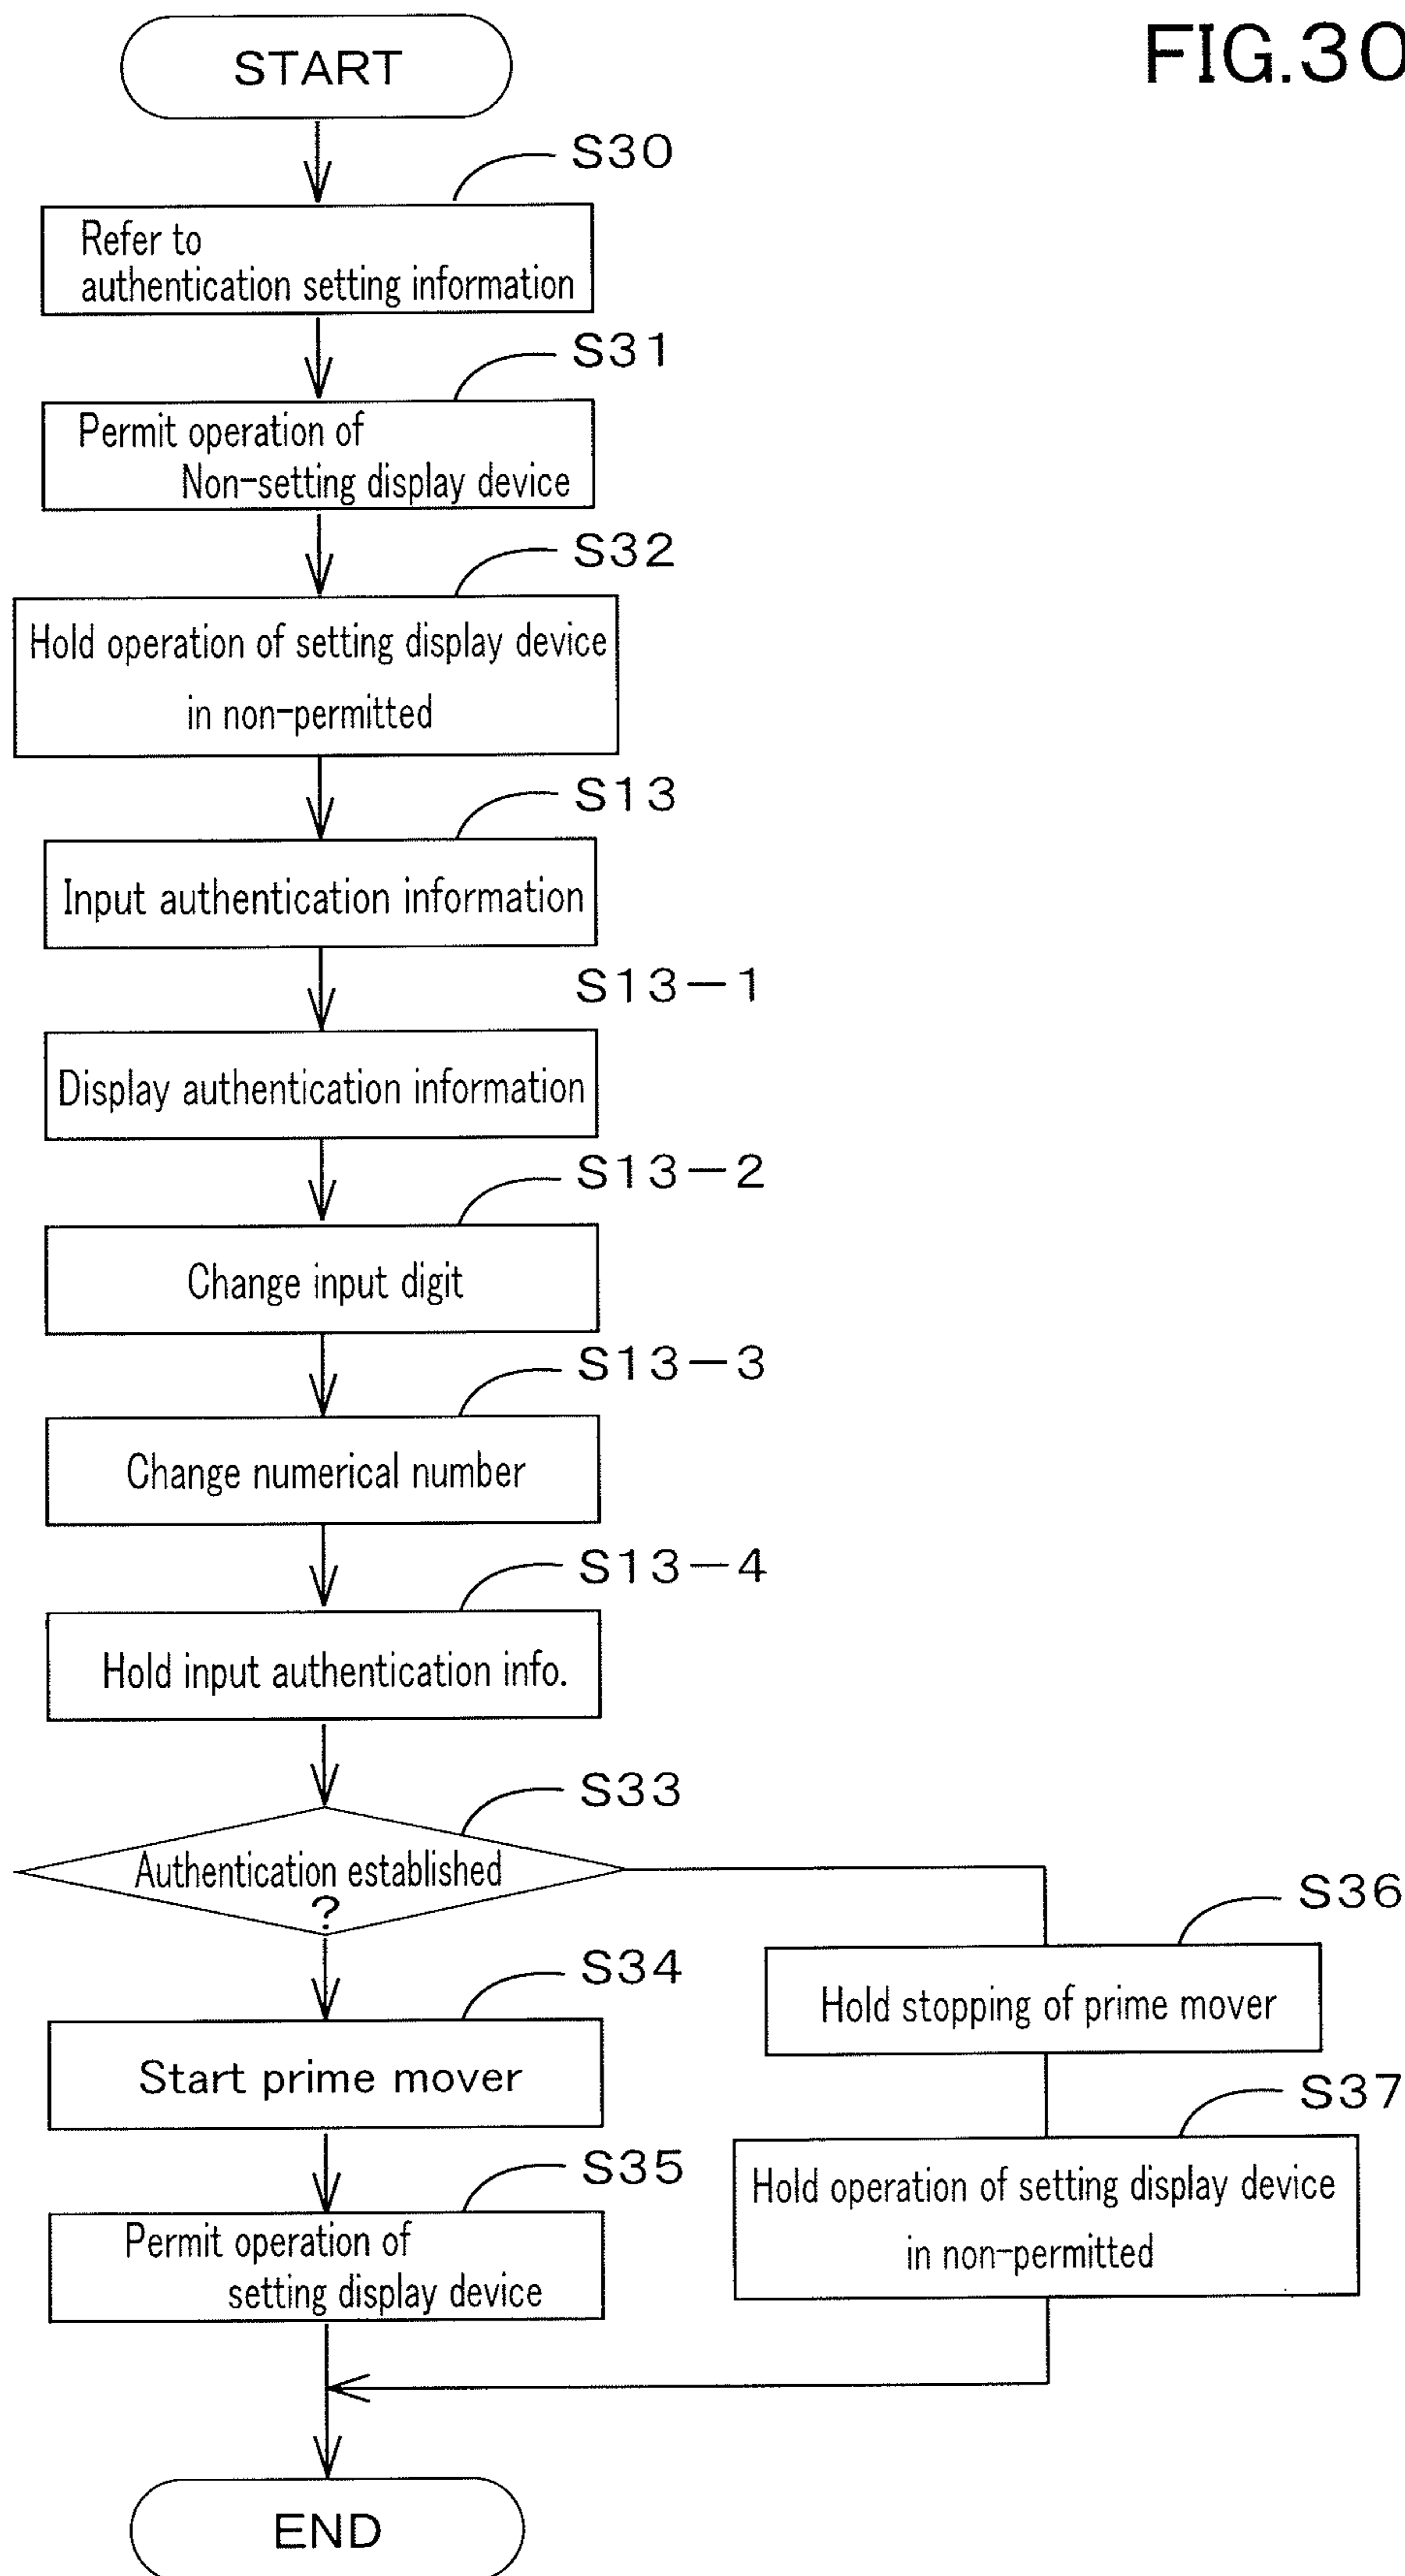 FIG.30
START
S30
Refer to
authentication setting information
S31
Permit operation of
Non-setting display device
S32
Hold operation of setting display device
in non-permitted
S13
Input authentication information
S13-1
Display authentication information
S13-2
Change input digit
S13-3
Change numerical number
S13-4
Hold input authentication info.
S33
Authentication established
?
S34
Start prime mover
S35
Permit operation of
setting display device
S36
Hold stopping of prime mover
S37
Hold operation of setting display device
in non-permitted
END